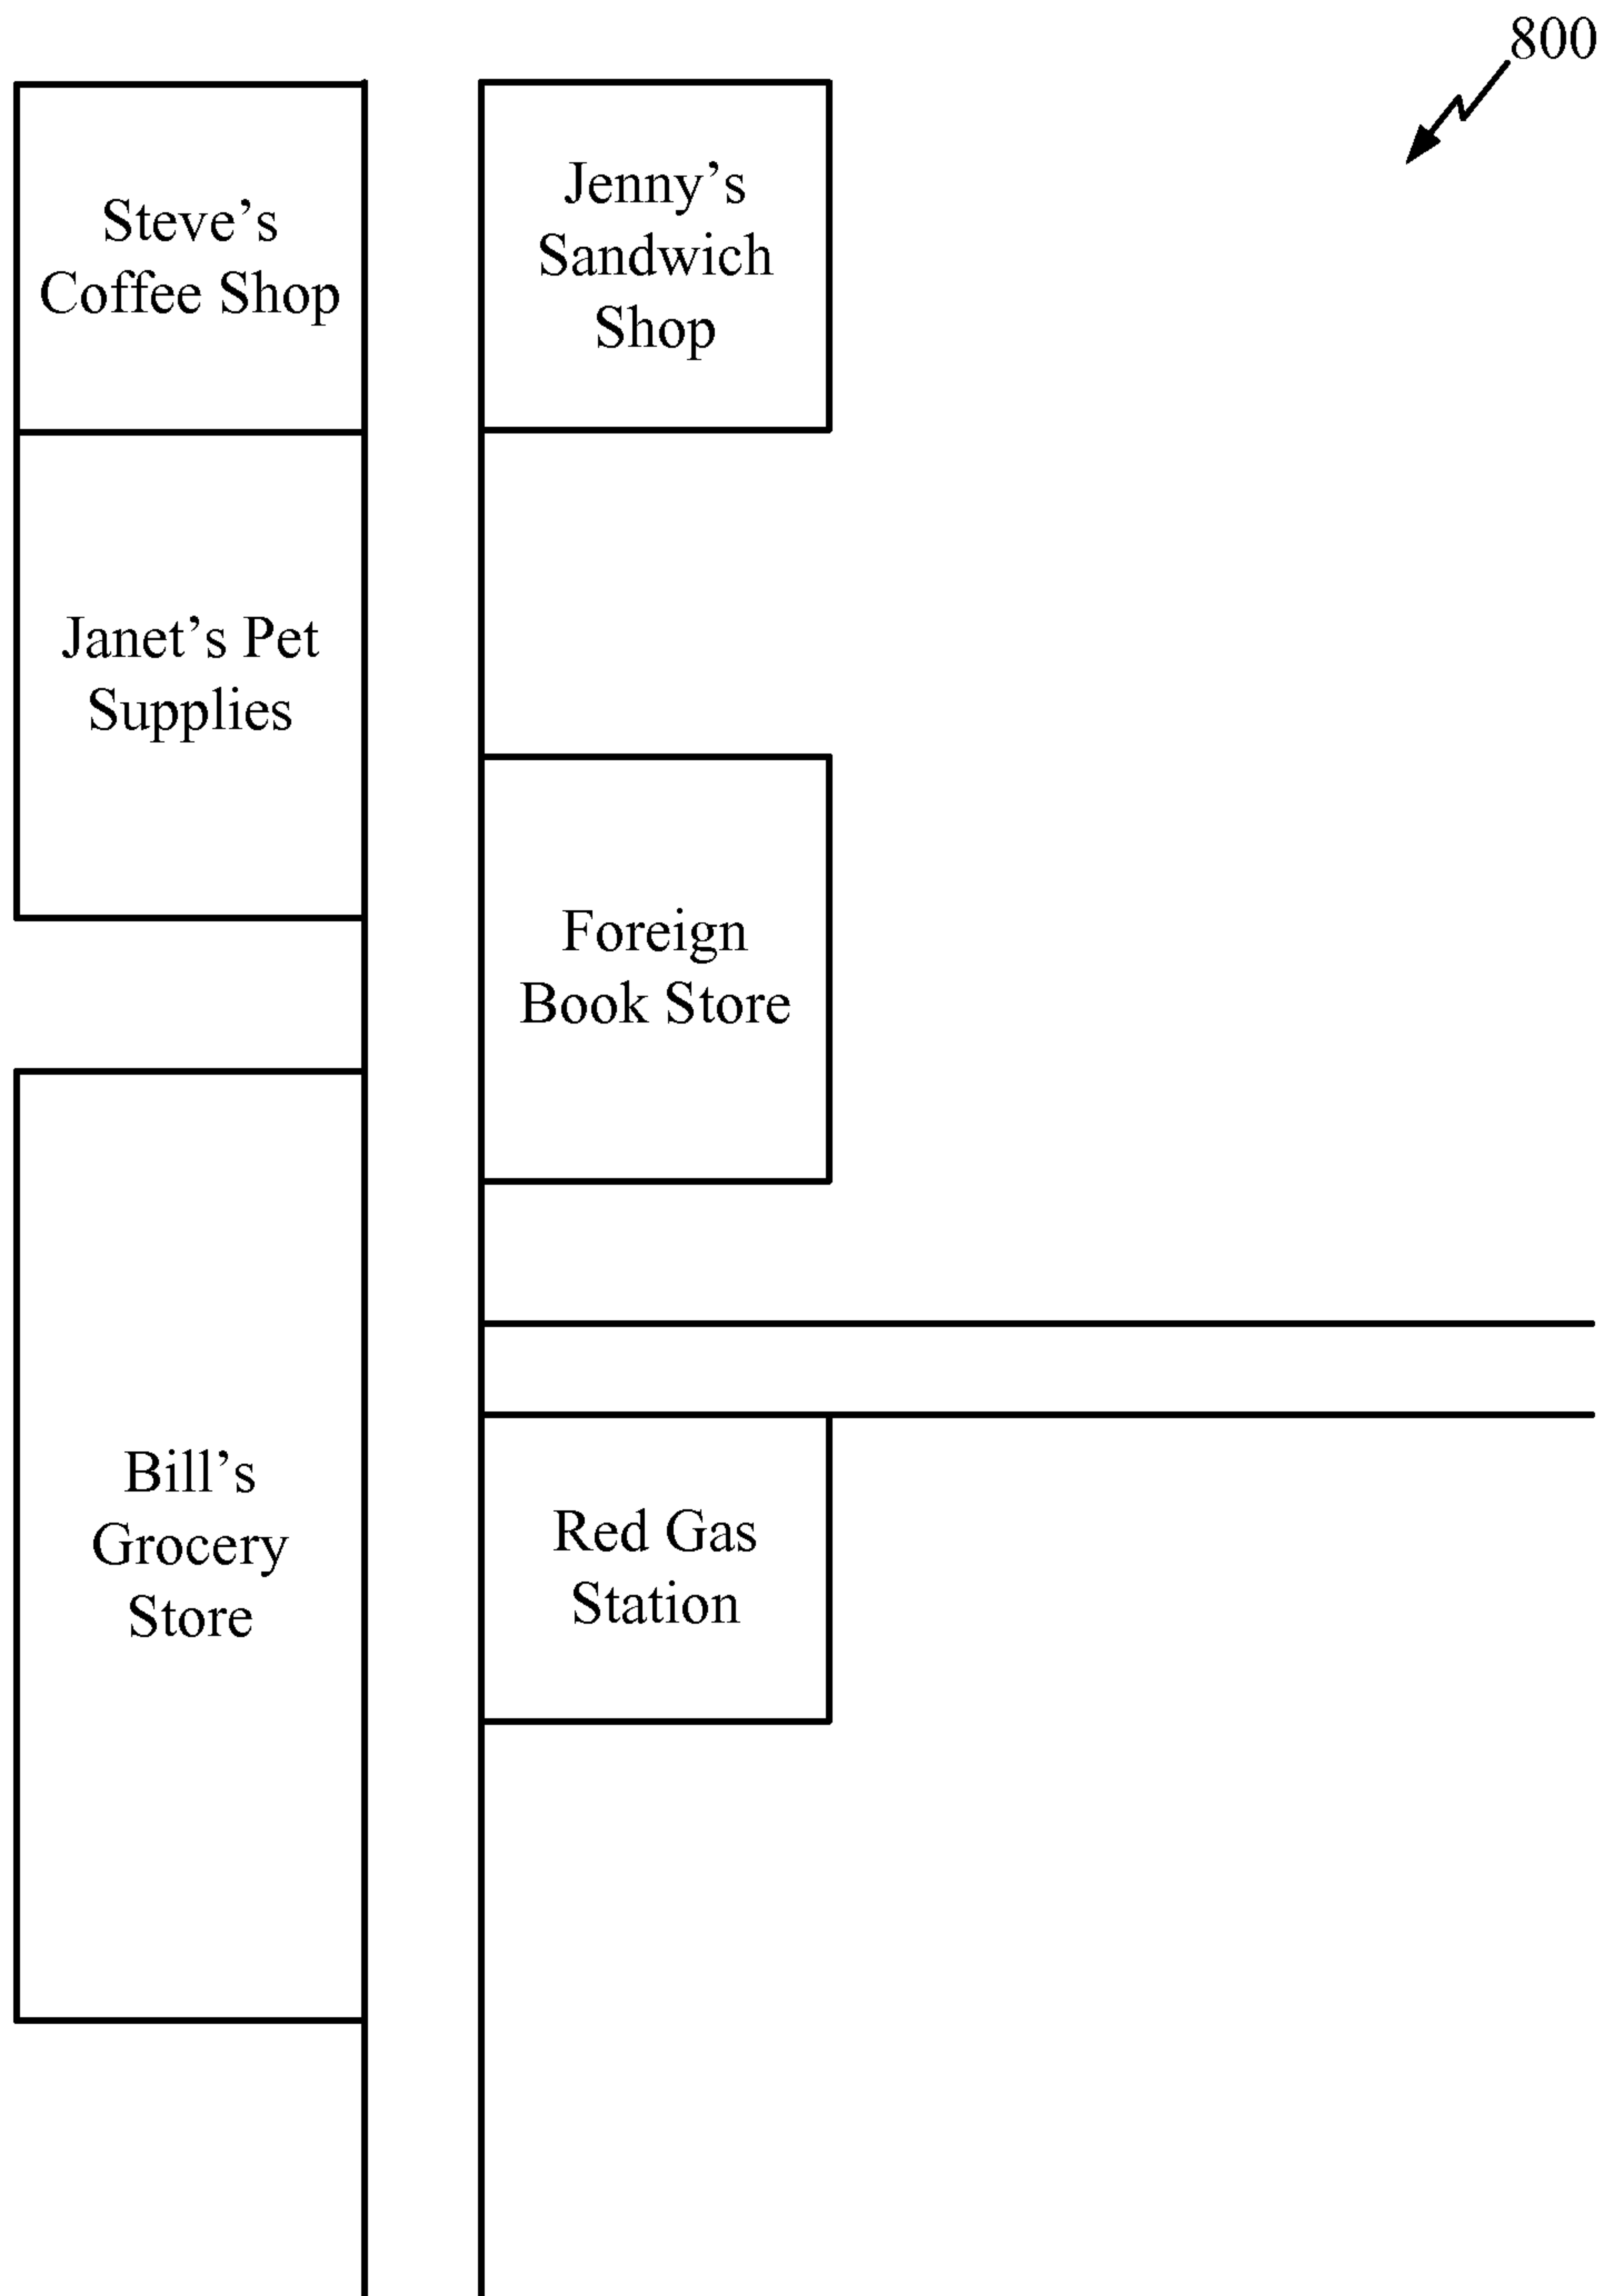 800
Steve’s
Coffee Shop
Jenny’s
Sandwich
Shop
Janet’s Pet
Supplies
Foreign
Book Store
Bill’s
Grocery
Store
Red Gas
Station